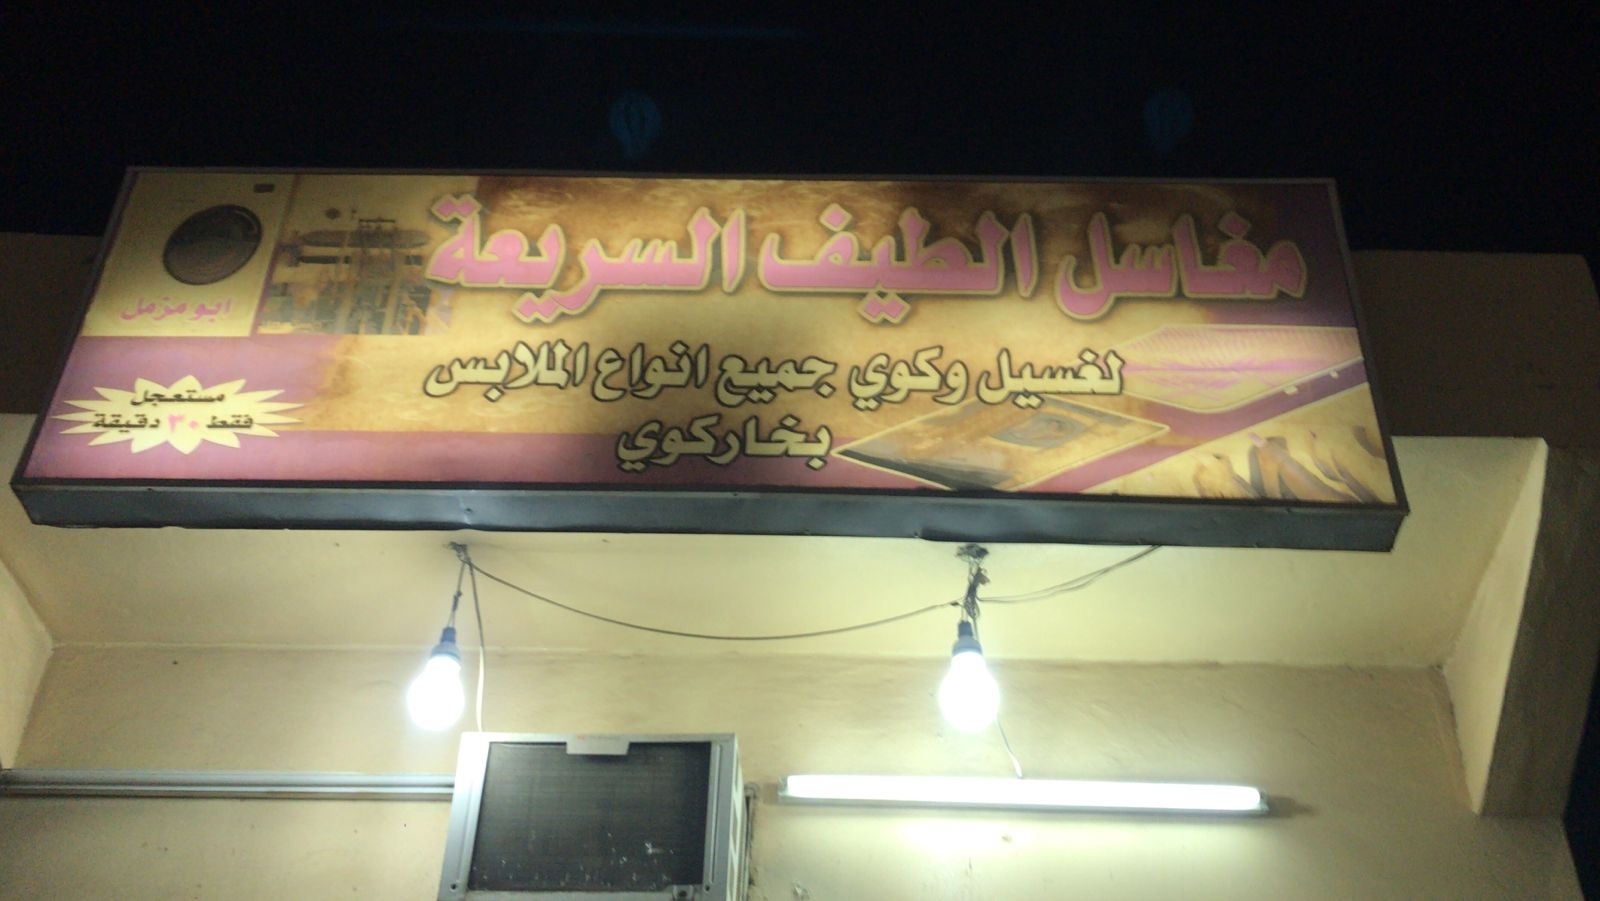 مغاسل الطيف السريعة
لغسيل وكوي جميع انواع الملابس
بخاركوي
ابو مزمل
مستعجل
فقط ٣٠ دقيقة